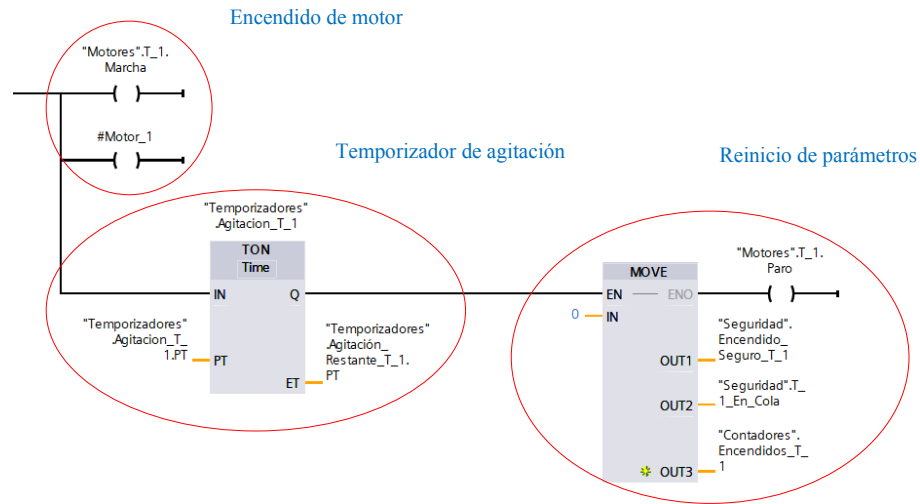 Encendido de motor
"Motores".T_1.
Marcha
#Motor_1
Temporizador de agitación
Reinicio de parámetros
"Temporizadores"
.Agitacion_T_1
TON
Time
IN
Q
"Temporizadores"
.Agitacion_T_
1.PT
PT
"Temporizadores"
.Agitación_
Restante_T_1.
PT
ET
MOVE
EN
ENO
"Motores".T_1.
Paro
0
IN
OUT1
"Seguridad".
Encendido_
Seguro_T_1
OUT2
"Seguridad".T_
1_En_Cola
OUT3
"Contadores".
Encendidos_T_
1